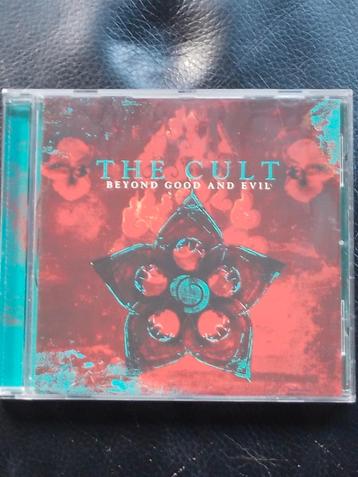 THE CULT
BEYOND GOOD AND EVIL